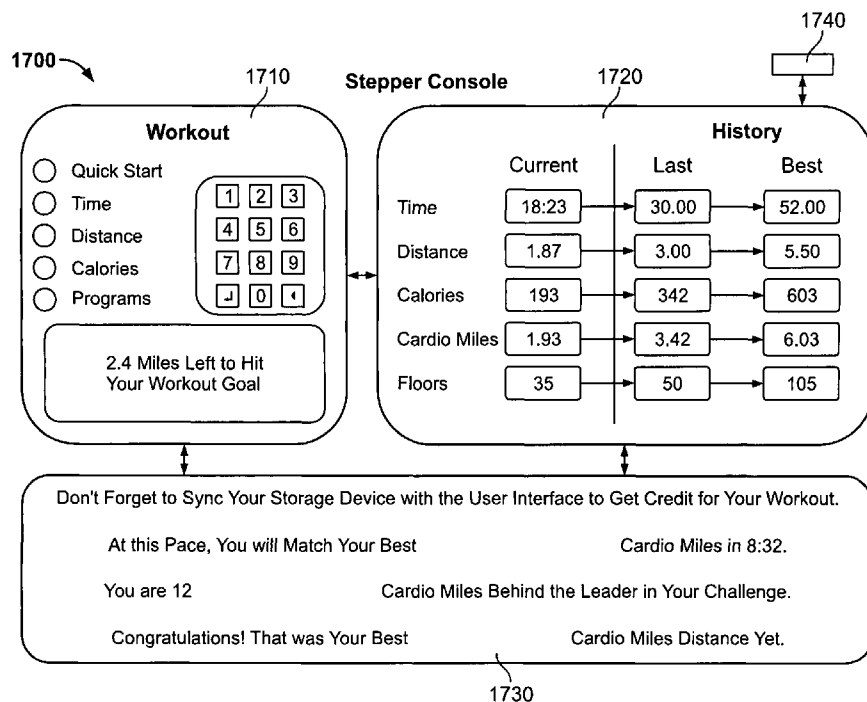 1740
1700
1710
Stepper Console
1720
Workout
Quick Start
Time
Distance
Calories
Programs
1 2 3
4 5 6
7 8 9
↵ 0
2.4 Miles Left to Hit
Your Workout Goal
History
Current Last Best
Time 18:23 30.00 52.00
Distance 1.87 3.00 5.50
Calories 193 342 603
Cardio Miles 1.93 3.42 6.03
Floors 35 50 105
Don't Forget to Sync Your Storage Device with the User Interface to Get Credit for Your Workout.
At this Pace, You will Match Your Best Cardio Miles in 8:32.
You are 12 Cardio Miles Behind the Leader in Your Challenge.
Congratulations! That was Your Best Cardio Miles Distance Yet.
1730